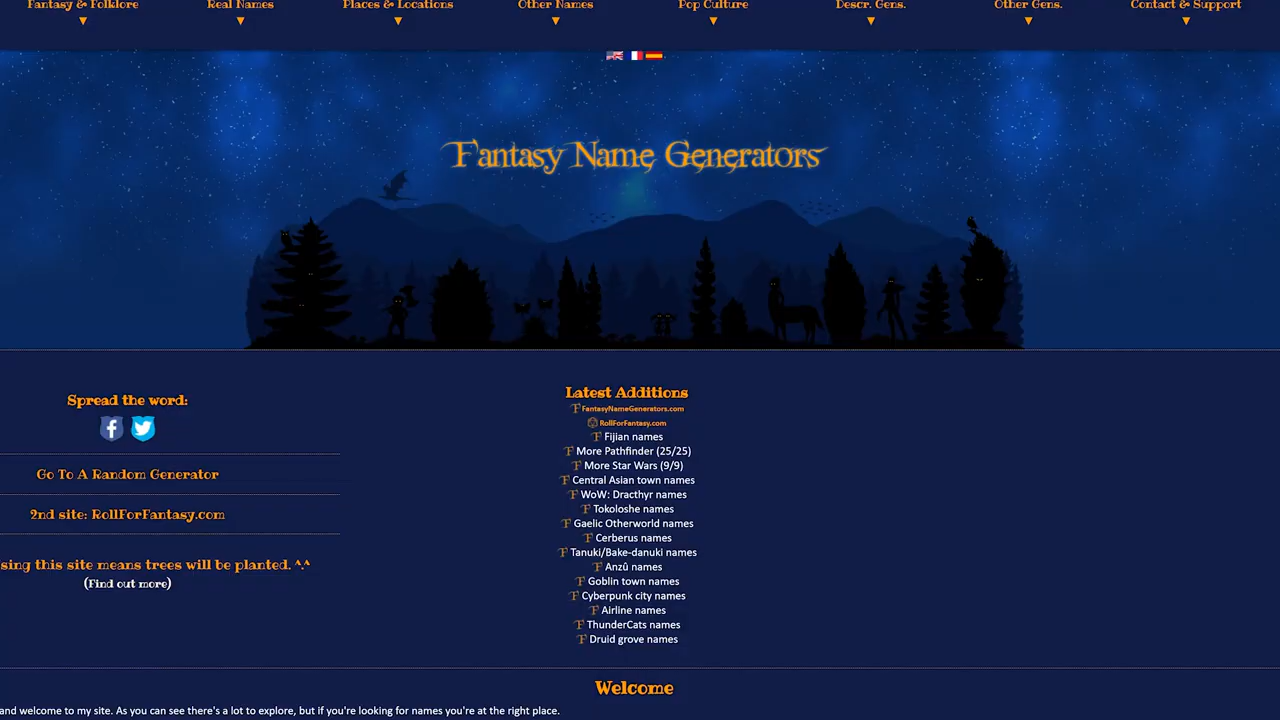 Fantasy & Folklore
Real Names
Places & Locations
Other Names
Pop Culture
Descr. Gens.
Other Gens.
Contact & Support
Fantasy Name Generators
Spread the word:
Go To A Random Generator
2nd site: RollForFantasy.com
sing this site means trees will be planted. ^.^
(Find out more)
Latest Additions
FantasyNameGenerators.com
RollForFantasy.com
Fijian names
More Pathfinder (25/25)
More Star Wars (9/9)
Central Asian town names
WoW: Dracthyr names
Tokoloshe names
Gaelic Otherworld names
Cerberus names
Tanuki/Bake-danuki names
Anzû names
Goblin town names
Cyberpunk city names
Airline names
ThunderCats names
Druid grove names
Welcome
and welcome to my site. As you can see there's a lot to explore, but if you're looking for names you're at the right place.